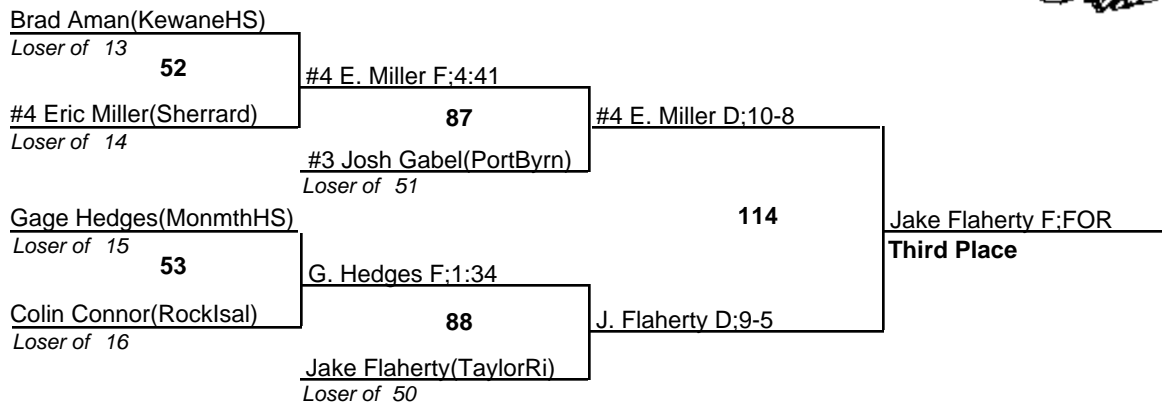 Brad Aman(KewaneHS)
Loser of 13
52
#4 E. Miller F;4:41
#4 Eric Miller(Sherrard)
Loser of 14
87
#4 E. Miller D;10-8
#3 Josh Gabel(PortByrn)
Loser of 51
Gage Hedges(MonmthHS)
Loser of 15
114
Jake Flaherty F;FOR
Third Place
53
G. Hedges F;1:34
Colin Connor(RockIsal)
Loser of 16
88
J. Flaherty D;9-5
Jake Flaherty(TaylorRi)
Loser of 50